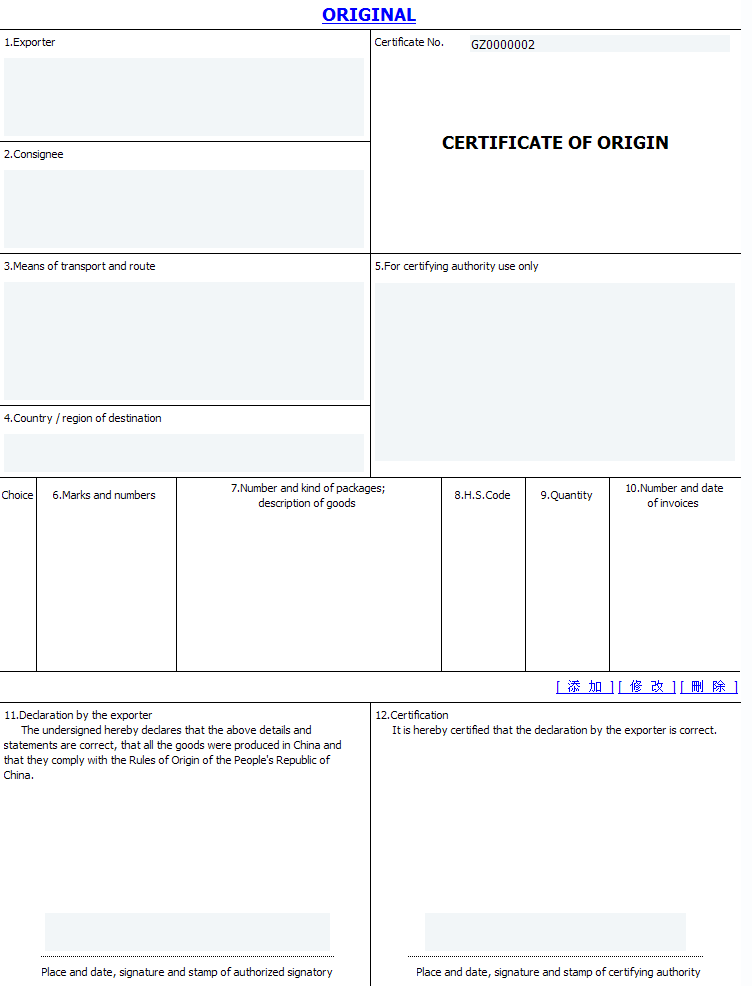 ORIGINAL
1.Exporter
Certificate No. GZ0000002
CERTIFICATE OF ORIGIN
2.Consignee
3.Means of transport and route
5.For certifying authority use only
4.Country / region of destination
Choice
6.Marks and numbers
7.Number and kind of packages;
description of goods
8.H.S.Code
9.Quantity
10.Number and date
of invoices
[ 添 加 ] [ 修 改 ] [ 刪 除 ]
11.Declaration by the exporter
The undersigned hereby declares that the above details and
statements are correct, that all the goods were produced in China and
that they comply with the Rules of Origin of the People's Republic of
China.
12.Certification
It is hereby certified that the declaration by the exporter is correct.
Place and date, signature and stamp of authorized signatory
Place and date, signature and stamp of certifying authority